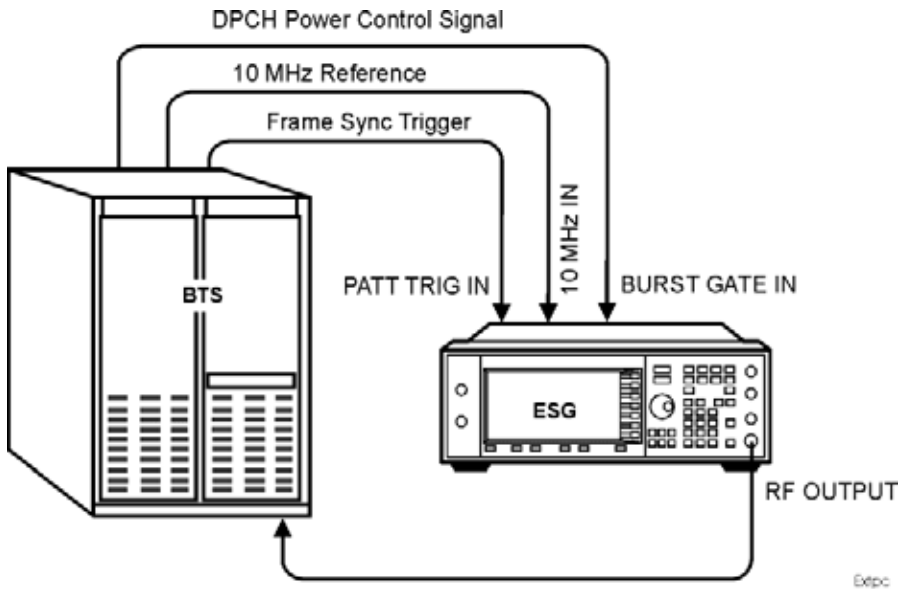 DPCH Power Control Signal
10 MHz Reference
Frame Sync Trigger
10 MHz IN
PATT TRIG IN
BURST GATE IN
BTS
ESG
RF OUTPUT
Extpc